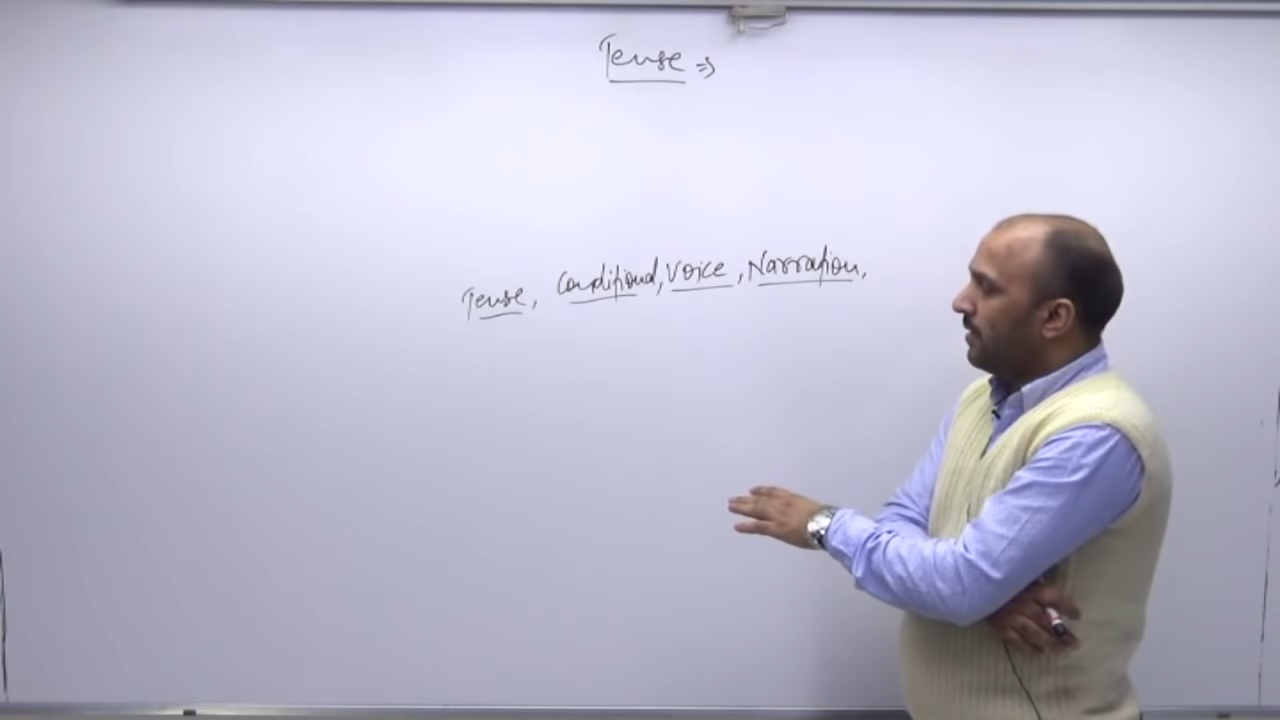 Tense ⇒
Tense, Conditional, Voice, Narration,